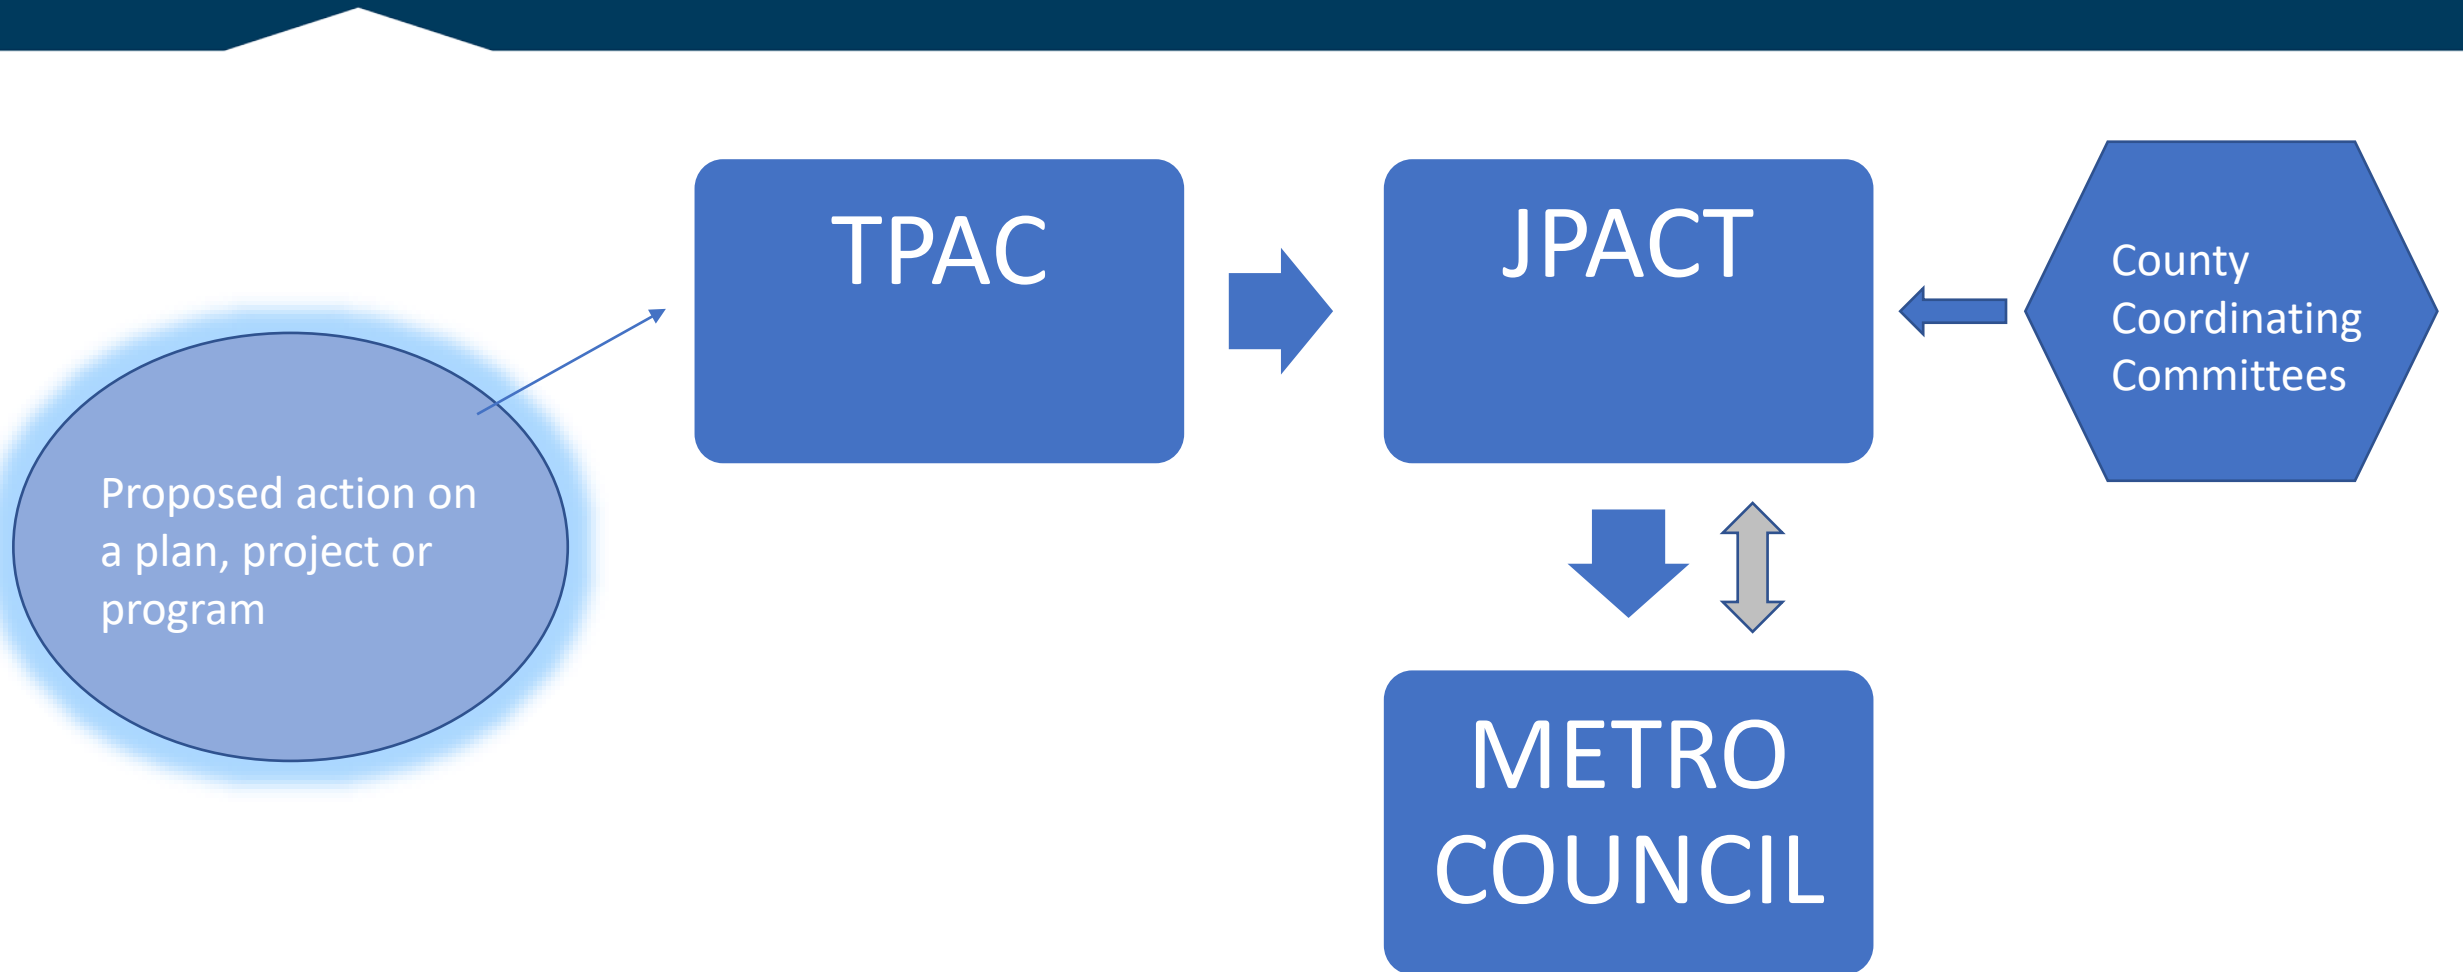 TPAC
JPACT
County
Coordinating
Committees
Proposed action on
a plan, project or
program
METRO
COUNCIL